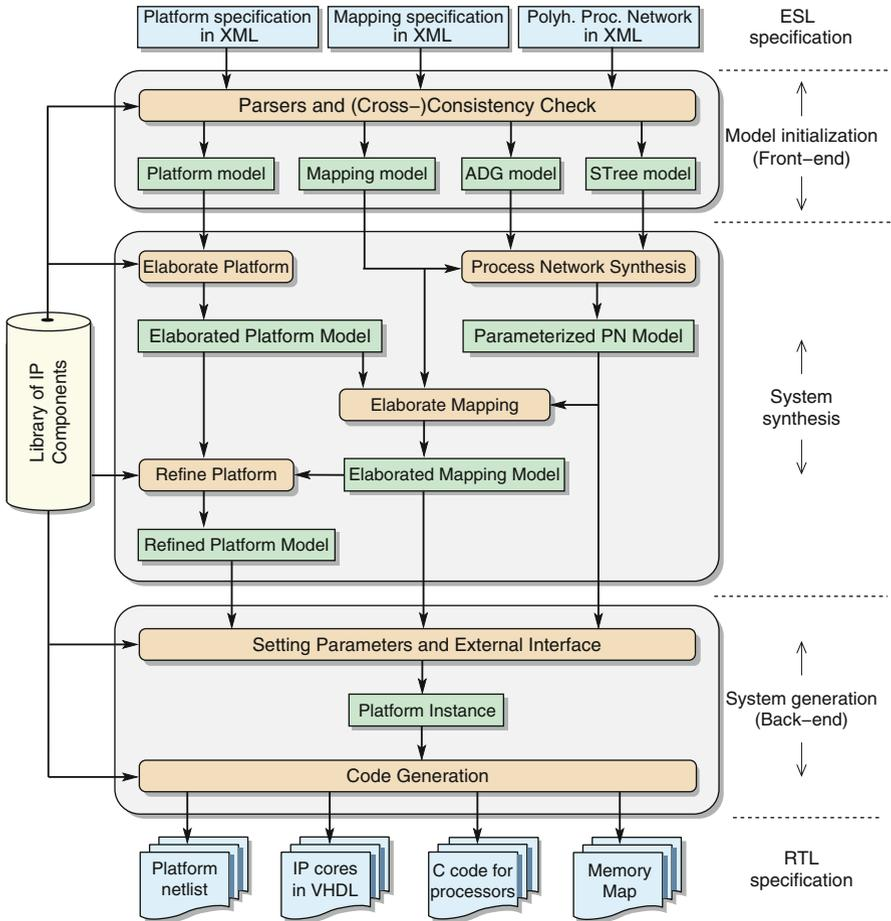 Platform specification
in XML
Mapping specification
in XML
Polyh. Proc. Network
in XML
ESL
specification
Parsers and (Cross−)Consistency Check
Model initialization
(Front−end)
Platform model
Mapping model
ADG model
STree model
Elaborate Platform
Process Network Synthesis
Elaborated Platform Model
Parameterized PN Model
Library of IP
Components
Elaborate Mapping
System
synthesis
Refine Platform
Elaborated Mapping Model
Refined Platform Model
Setting Parameters and External Interface
Platform Instance
System generation
(Back−end)
Code Generation
Platform
netlist
IP cores
in VHDL
C code for
processors
Memory
Map
RTL
specification